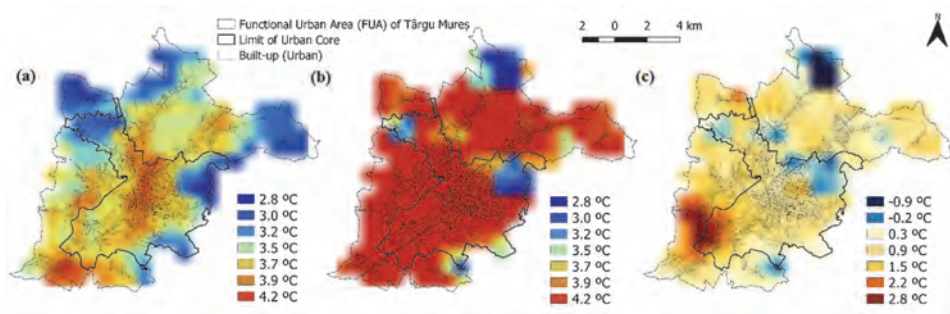 Functional Urban Area (FUA) of Târgu Mureș
Limit of Urban Core
Built-up (Urban)
2 0 2 4 km
N
(a)
(b)
(c)
2.8 ºC
3.0 ºC
3.2 ºC
3.5 ºC
3.7 ºC
3.9 ºC
4.2 ºC
2.8 ºC
3.0 ºC
3.2 ºC
3.5 ºC
3.7 ºC
3.9 ºC
4.2 ºC
-0.9 ºC
-0.2 ºC
0.3 ºC
0.9 ºC
1.5 ºC
2.2 ºC
2.8 ºC